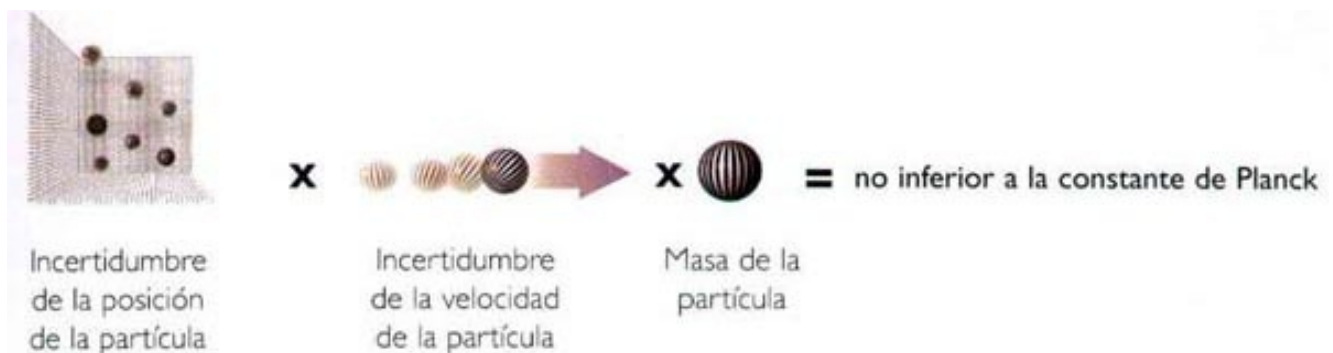 x x = no inferior a la constante de Planck
Incertidumbre
de la posición
de la partícula
Incertidumbre
de la velocidad
de la partícula
Masa de la
partícula